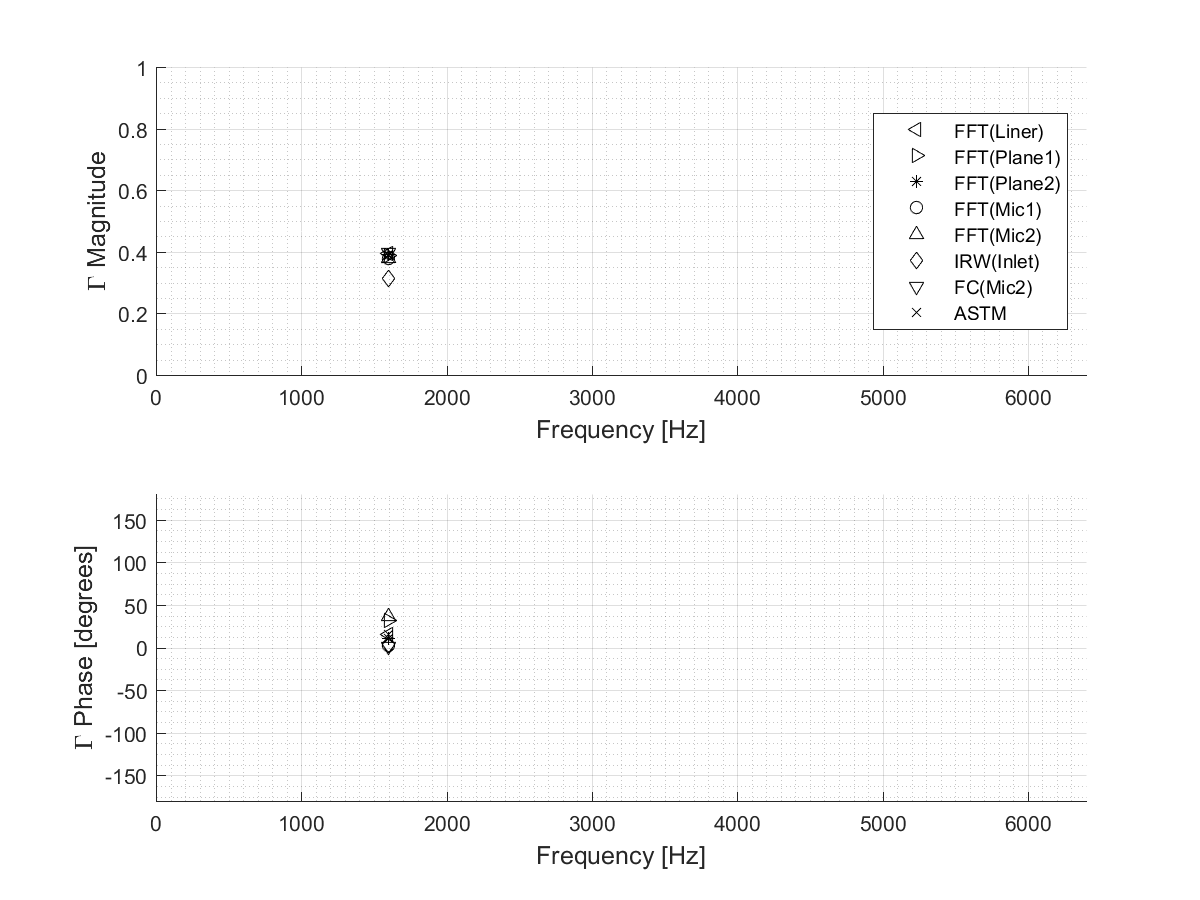 1
0.8
0.6
0.4
0.2
0
Γ Magnitude
0 1000 2000 3000 4000 5000 6000
Frequency [Hz]
FFT(Liner)
FFT(Plane1)
FFT(Plane2)
FFT(Mic1)
FFT(Mic2)
IRW(Inlet)
FC(Mic2)
ASTM
150
100
50
0
-50
-100
-150
Γ Phase [degrees]
0 1000 2000 3000 4000 5000 6000
Frequency [Hz]